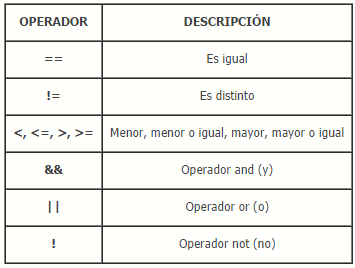 OPERADOR DESCRIPCIÓN
== Es igual
!= Es distinto
<, <=, >, >= Menor, menor o igual, mayor, mayor o igual
&& Operador and (y)
|| Operador or (o)
! Operador not (no)